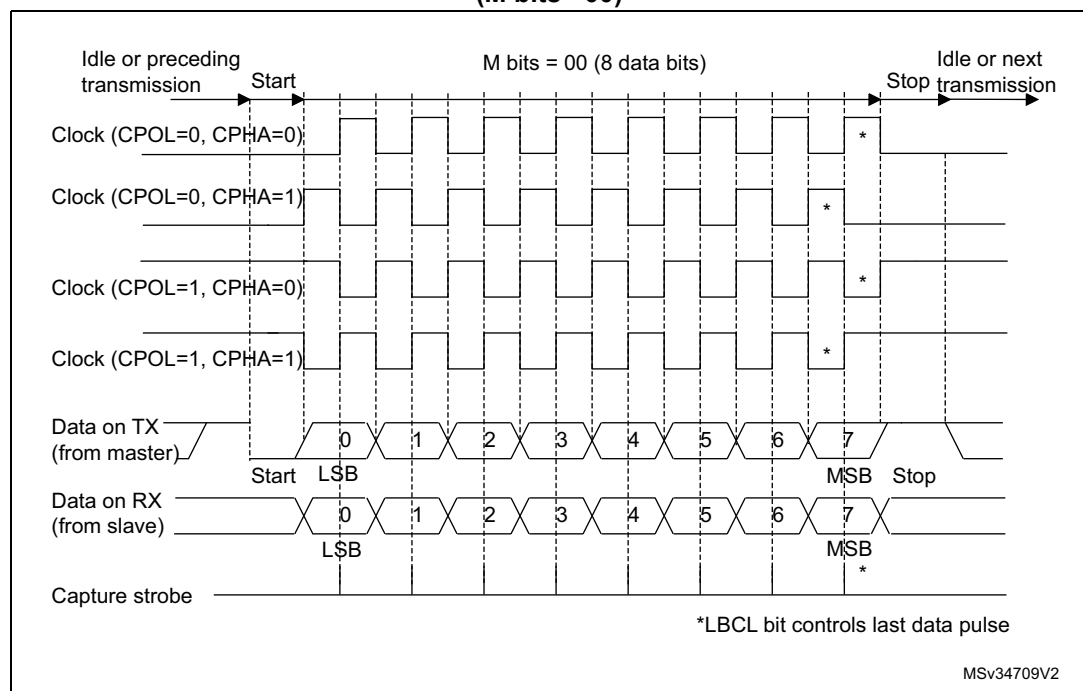 Idle or preceding transmission
Start
M bits = 00 (8 data bits)
Stop
Idle or next transmission
Clock (CPOL=0, CPHA=0)
*
Clock (CPOL=0, CPHA=1)
*
Clock (CPOL=1, CPHA=0)
*
Clock (CPOL=1, CPHA=1)
*
Data on TX (from master)
0 1 2 3 4 5 6 7
Start LSB MSB Stop
Data on RX (from slave)
0 1 2 3 4 5 6 7
LSB MSB
*
Capture strobe
*LBCL bit controls last data pulse
MSv34709V2